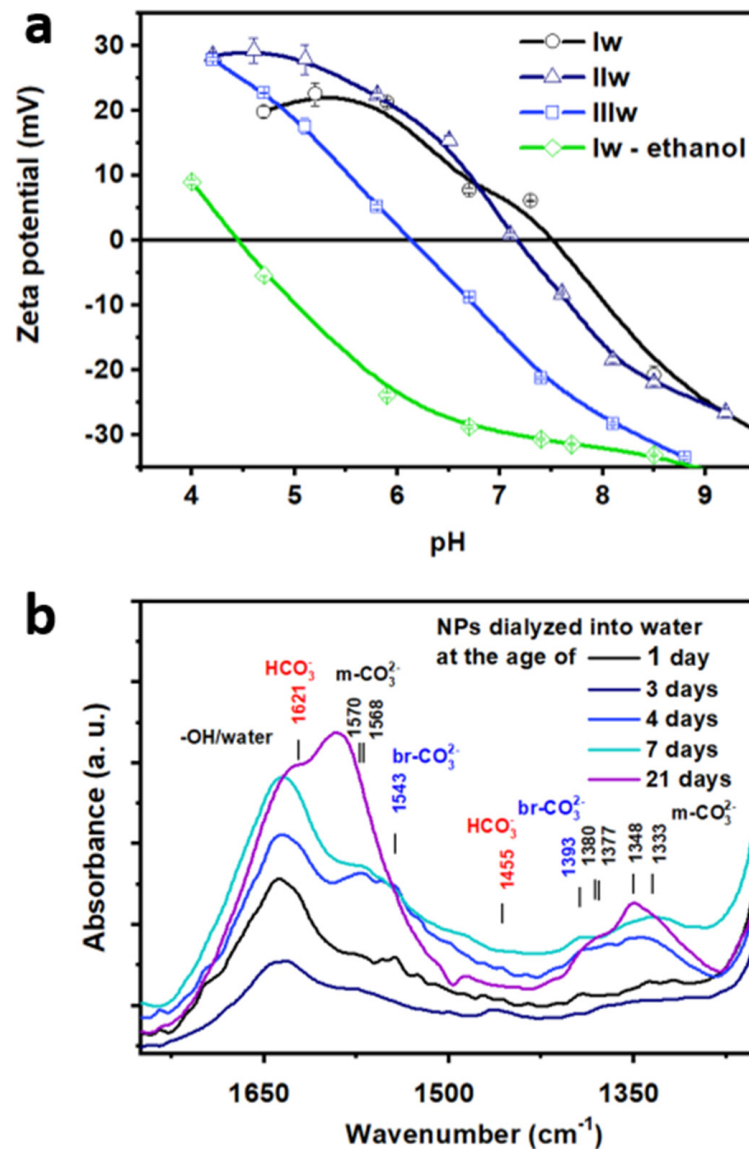 a
30
20
10
0
-10
-20
-30
Zeta potential (mV)
Iw
IIw
IIIw
Iw - ethanol
4 5 6 7 8 9
pH
b
NPs dialyzed into water
at the age of
1 day
3 days
4 days
7 days
21 days
HCO₃⁻
1621
m-CO₃²⁻
1570
1568
-OH/water
br-CO₃²⁻
1543
HCO₃⁻
1455
br-CO₃²⁻
1393
1380
1377
m-CO₃²⁻
1348
1333
Absorbance (a. u.)
1650 1500 1350
Wavenumber (cm⁻¹)